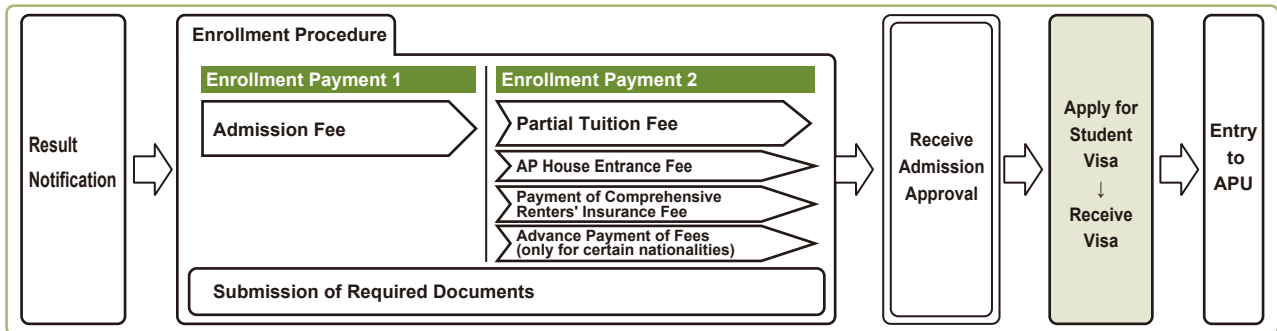 Result
Notification
Enrollment Procedure
Enrollment Payment 1
Admission Fee
Enrollment Payment 2
Partial Tuition Fee
AP House Entrance Fee
Payment of Comprehensive
Renters' Insurance Fee
Advance Payment of Fees
(only for certain nationalities)
Submission of Required Documents
Receive
Admission
Approval
Apply for
Student
Visa
↓
Receive
Visa
Entry
to
APU